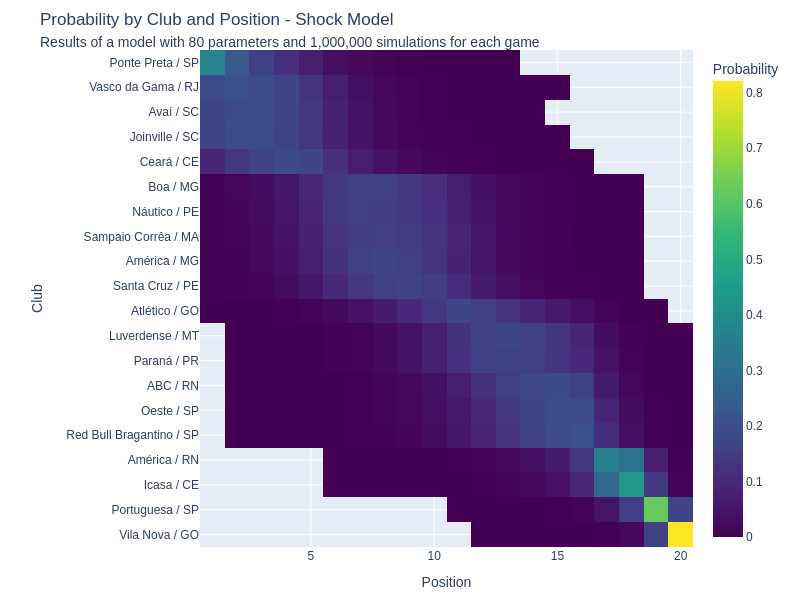 Probability by Club and Position - Shock Model
Results of a model with 80 parameters and 1,000,000 simulations for each game
Probability
Ponte Preta / SP
Vasco da Gama / RJ
Avaí / SC
Joinville / SC
Ceará / CE
Boa / MG
Náutico / PE
Sampaio Corrêa / MA
América / MG
Santa Cruz / PE
Atlético / GO
Luverdense / MT
Paraná / PR
ABC / RN
Oeste / SP
Red Bull Bragantino / SP
América / RN
Icasa / CE
Portuguesa / SP
Vila Nova / GO
Club
5
10
15
20
Position
0.8
0.7
0.6
0.5
0.4
0.3
0.2
0.1
0